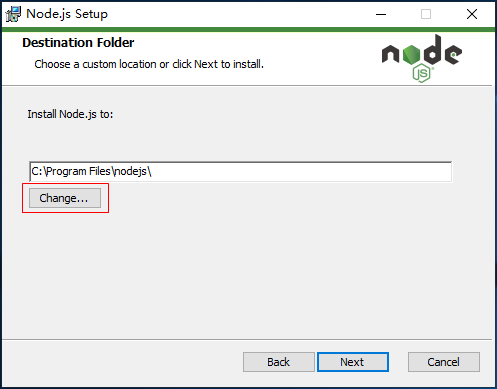 Node.js Setup
Destination Folder
Choose a custom location or click Next to install.
node
JS
Install Node.js to:
C:\Program Files\nodejs\
Change...
Back
Next
Cancel